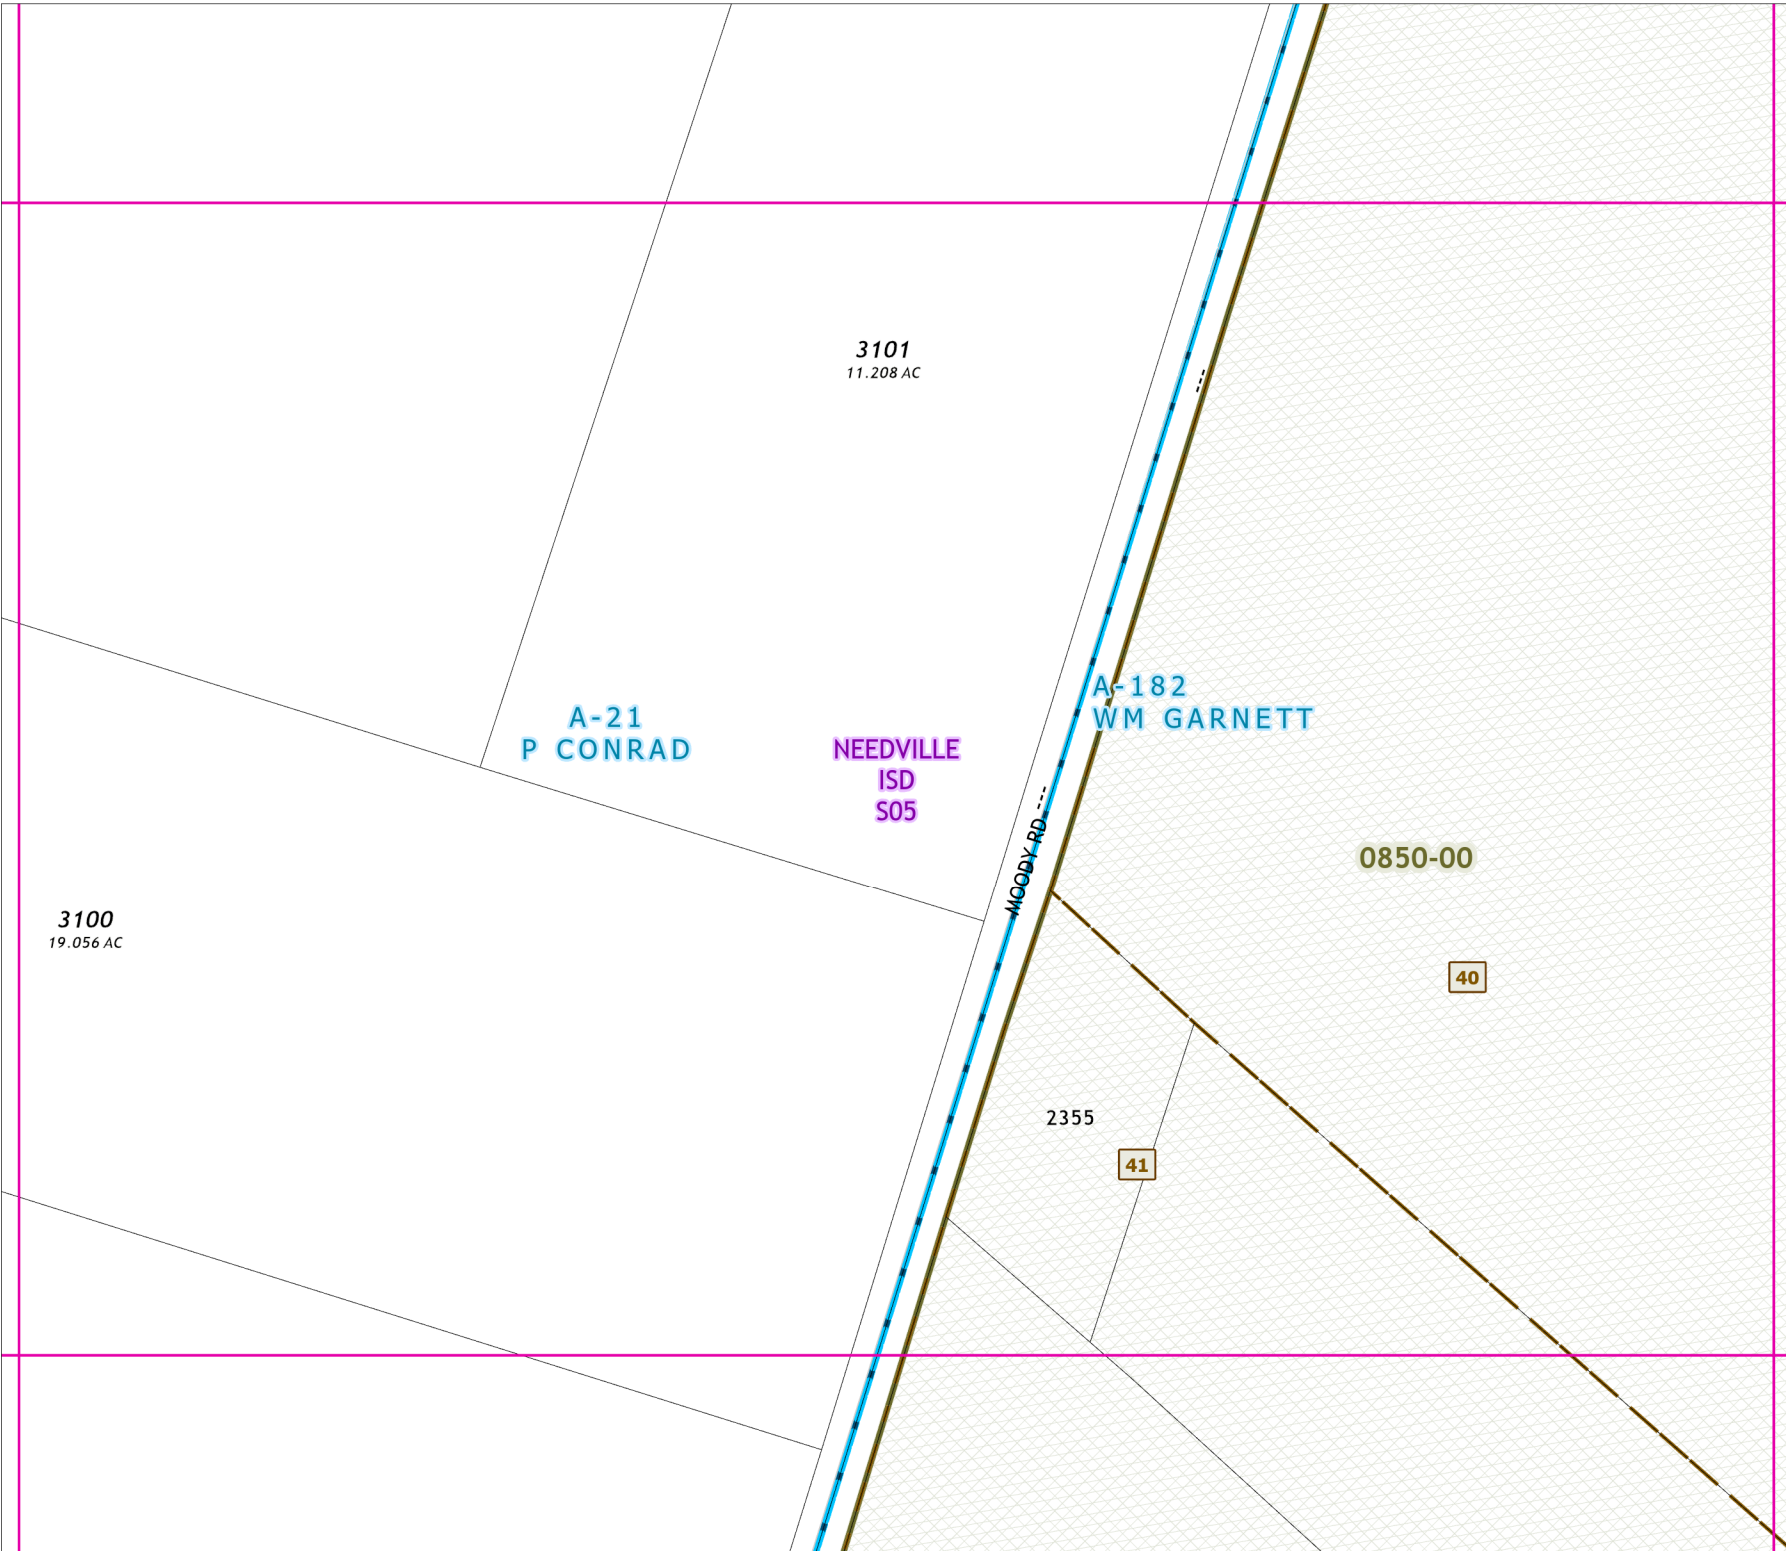 3101
11.208 AC
A-182
WM GARNETT
A-21
P CONRAD
NEEDVILLE
ISD
S05
MOODY RD ---
0850-00
3100
19.056 AC
40
2355
41